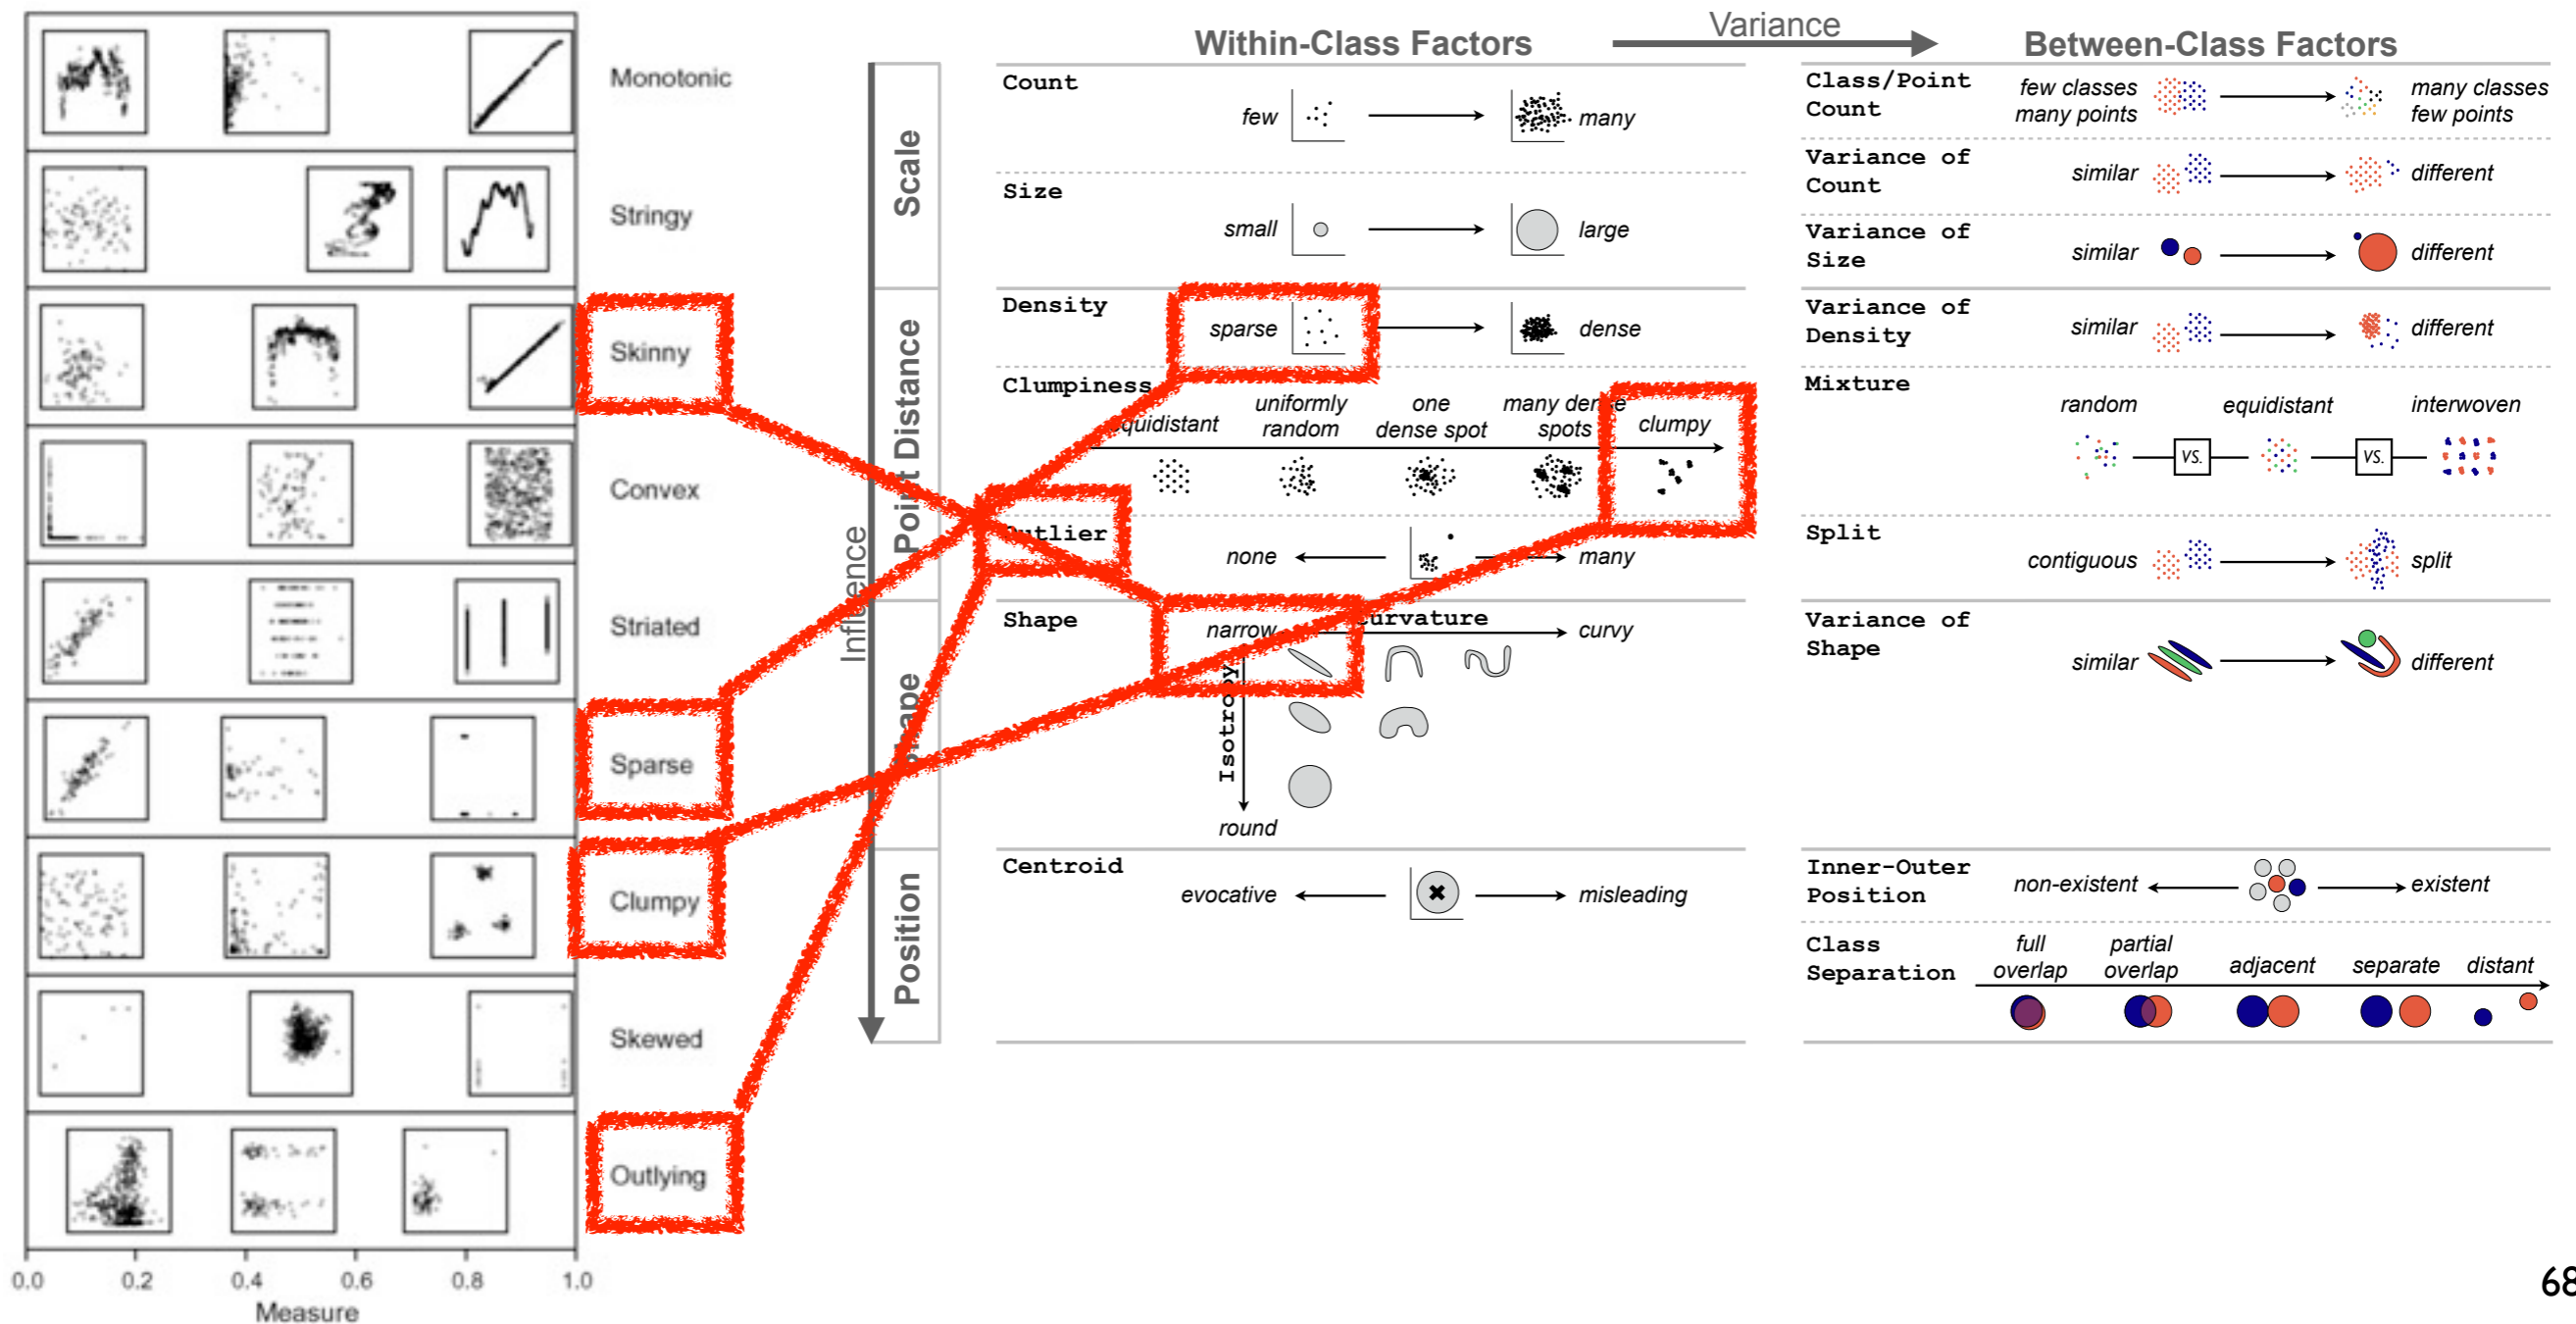 Monotonic
Stringy
Skinny
Convex
Striated
Sparse
Clumpy
Skewed
Outlying
0.0 0.2 0.4 0.6 0.8 1.0
Measure
Influence
Scale
Point Distance
Shape
Position
Within-Class Factors
Variance
Between-Class Factors
Count
few many
Size
small large
Density
sparse dense
Clumpiness
equidistant
uniformly
random
one
dense spot
many dense
spots
clumpy
Outlier
none many
Shape
narrow Curvature curvy
Isotropy
round
Centroid
evocative misleading
Class/Point
Count
few classes
many points
many classes
few points
Variance of
Count
similar different
Variance of
Size
similar different
Variance of
Density
similar different
Mixture
random equidistant interwoven
vs. vs.
Split
contiguous split
Variance of
Shape
similar different
Inner-Outer
Position
non-existent existent
Class
Separation
full
overlap
partial
overlap
adjacent
separate
distant
68